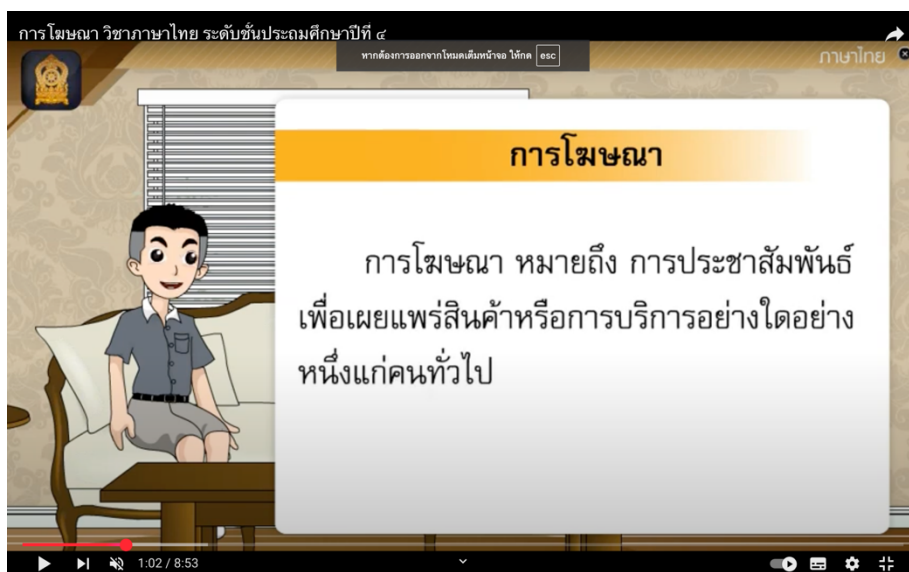 การโฆษณา วิชาภาษาไทย ระดับชั้นประถมศึกษาปีที่ ๔
หากต้องการออกจากโหมดเต็มหน้าจอ ให้กด esc
ภาษาไทย
การโฆษณา
การโฆษณา หมายถึง การประชาสัมพันธ์
เพื่อเผยแพร่สินค้าหรือการบริการอย่างใดอย่าง
หนึ่งแก่คนทั่วไป
1:02 / 8:53